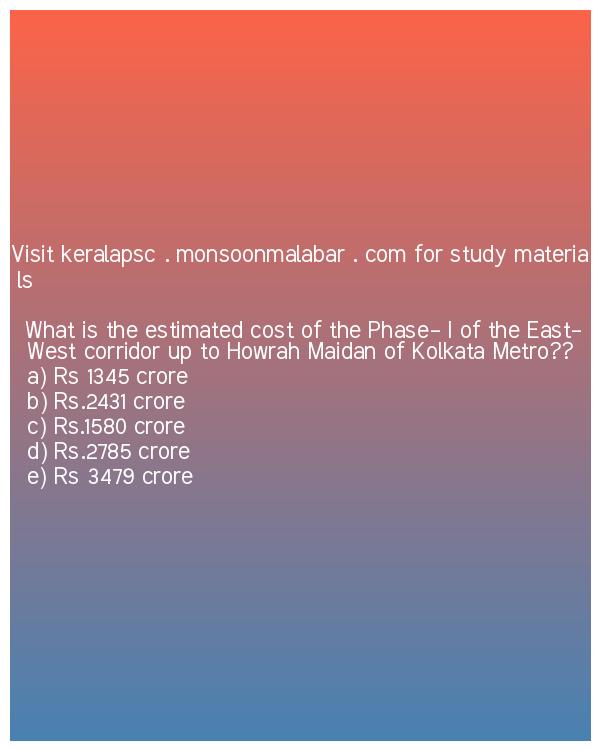 Visit keralapsc . monsoonmalabar . com for study materia
ls
What is the estimated cost of the Phase- I of the East-
West corridor up to Howrah Maidan of Kolkata Metro??
a) Rs 1345 crore
b) Rs.2431 crore
c) Rs.1580 crore
d) Rs.2785 crore
e) Rs 3479 crore